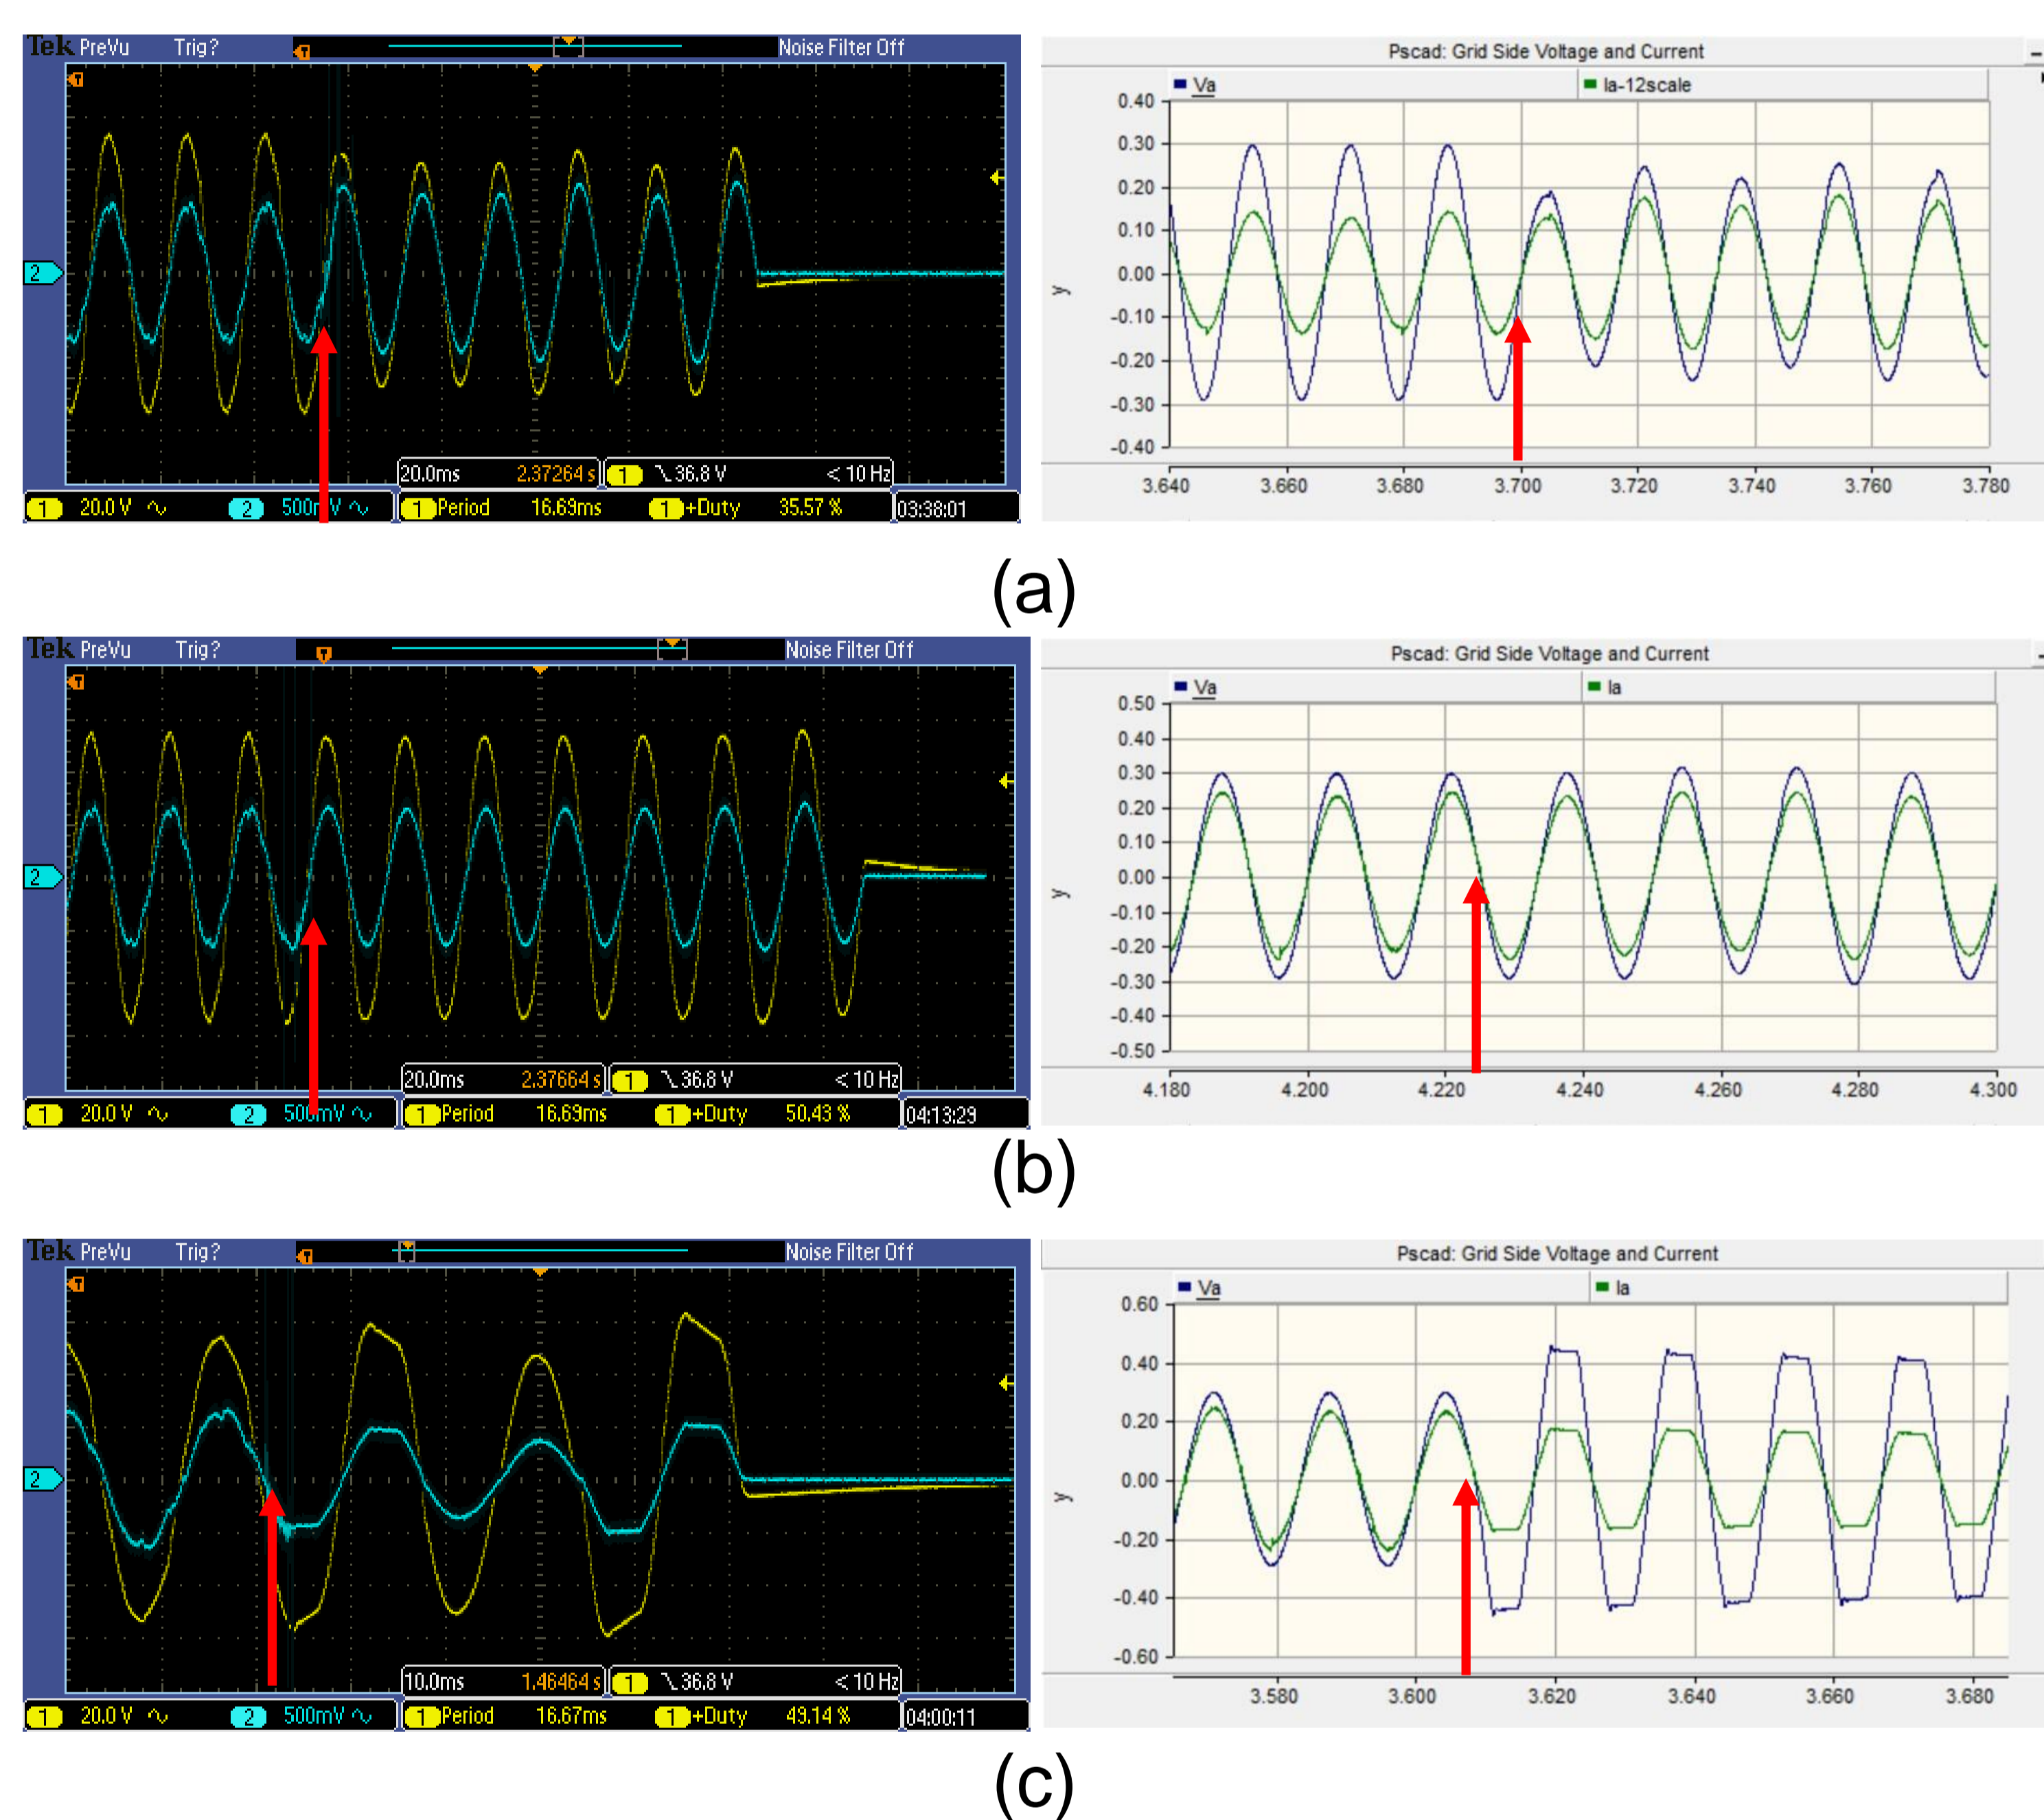 Tek PreVu Trig? Noise Filter Off
20.0ms 2.37264 s 1 36.8 V < 10 Hz
1 20.0 V 2 500mV 1 Period 16.69ms 1 +Duty 35.57 % 03:38:01
2
Pscad: Grid Side Voltage and Current
Va Ia-12scale
0.40
0.30
0.20
0.10
0.00
-0.10
-0.20
-0.30
-0.40
y
3.640 3.660 3.680 3.700 3.720 3.740 3.760 3.780
(a)
Tek PreVu Trig? Noise Filter Off
2
20.0ms 2.37664 s 1 36.8 V < 10 Hz
1 20.0 V 2 500mV 1 Period 16.69ms 1 +Duty 50.43 % 04:13:29
Pscad: Grid Side Voltage and Current
Va Ia
0.50
0.40
0.30
0.20
0.10
0.00
-0.10
-0.20
-0.30
-0.40
-0.50
y
4.180 4.200 4.220 4.240 4.260 4.280 4.300
(b)
Tek PreVu Trig? Noise Filter Off
2
10.0ms 1.46464 s 1 36.8 V < 10 Hz
1 20.0 V 2 500mV 1 Period 16.67ms 1 +Duty 49.14 % 04:00:11
Pscad: Grid Side Voltage and Current
Va Ia
0.60
0.40
0.20
0.00
-0.20
-0.40
-0.60
y
3.580 3.600 3.620 3.640 3.660 3.680
(c)